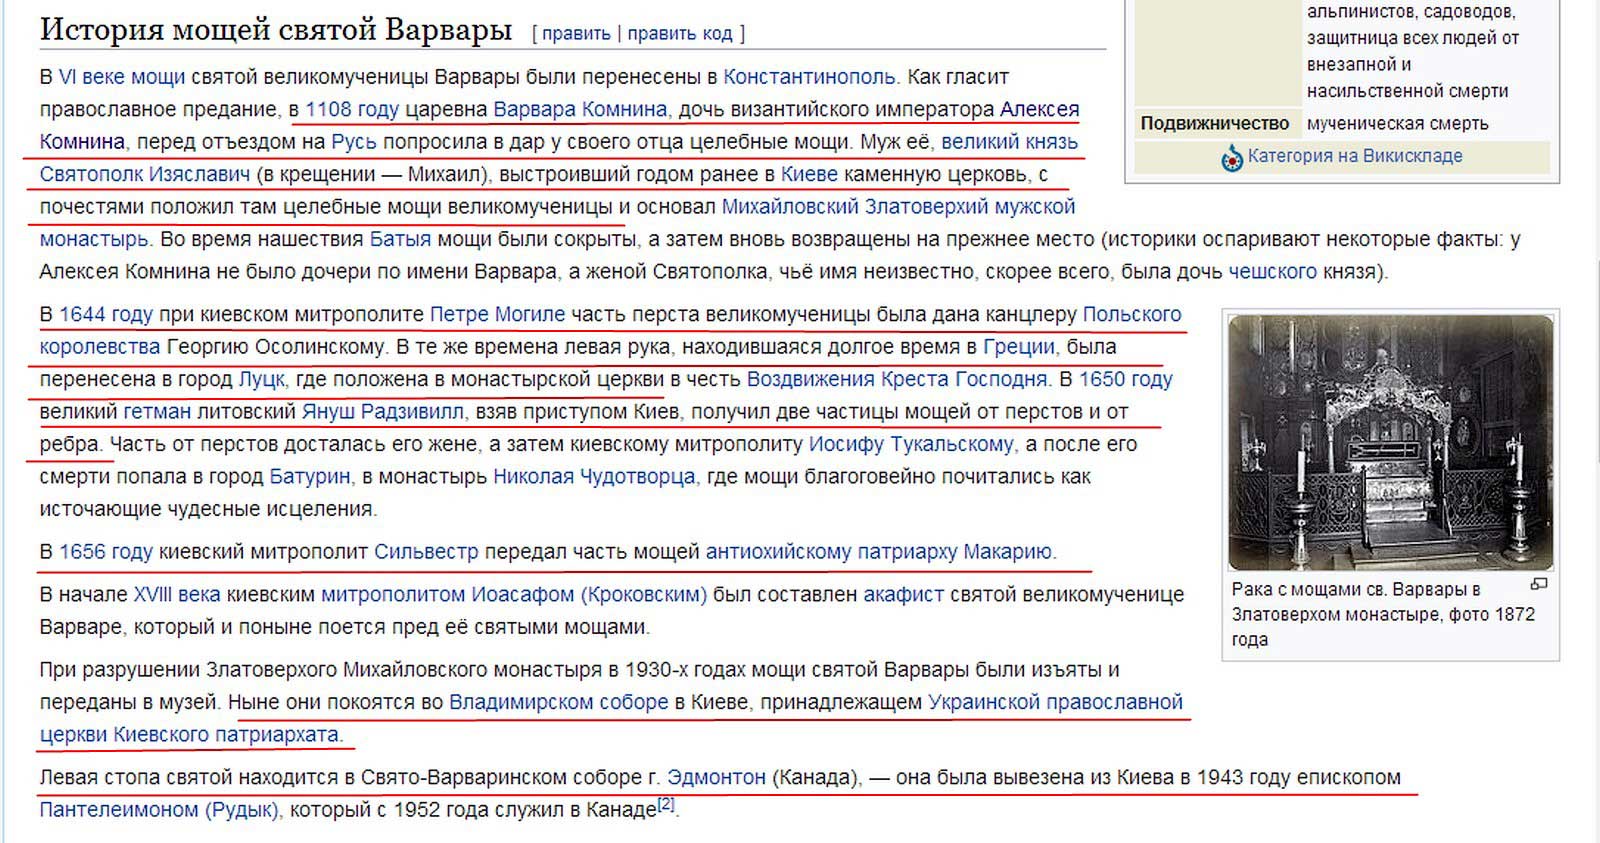 История мощей святой Варвары [ править | править код ]
В VI веке мощи святой великомученицы Варвары были перенесены в Константинополь. Как гласит
православное предание, в 1108 году царевна Варвара Комнина, дочь византийского императора Алексея
Комнина, перед отъездом на Русь попросила в дар у своего отца целебные мощи. Муж её, великий князь
Святополк Изяславич (в крещении — Михаил), выстроивший годом ранее в Киеве каменную церковь, с
почестями положил там целебные мощи великомученицы и основал Михайловский Златоверхий мужской
монастырь. Во время нашествия Батыя мощи были сокрыты, а затем вновь возвращены на прежнее место (историки оспаривают некоторые факты: у
Алексея Комнина не было дочери по имени Варвара, а женой Святополка, чьё имя неизвестно, скорее всего, была дочь чешского князя).
В 1644 году при киевском митрополите Петре Могиле часть перста великомученицы была дана канцлеру Польского
королевства Георгию Осолинскому. В те же времена левая рука, находившаяся долгое время в Греции, была
перенесена в город Луцк, где положена в монастырской церкви в честь Воздвижения Креста Господня. В 1650 году
великий гетман литовский Януш Радзивилл, взяв приступом Киев, получил две частицы мощей от перстов и от
ребра. Часть от перстов досталась его жене, а затем киевскому митрополиту Иосифу Тукальскому, а после его
смерти попала в город Батурин, в монастырь Николая Чудотворца, где мощи благоговейно почитались как
источающие чудесные исцеления.
В 1656 году киевский митрополит Сильвестр передал часть мощей антиохийскому патриарху Макарию.
В начале XVIII века киевским митрополитом Иоасафом (Кроковским) был составлен акафист святой великомученице
Варваре, который и поныне поется пред её святыми мощами.
При разрушении Златоверхого Михайловского монастыря в 1930-х годах мощи святой Варвары были изъяты и
переданы в музей. Ныне они покоятся во Владимирском соборе в Киеве, принадлежащем Украинской православной
церкви Киевского патриархата.
Левая стопа святой находится в Свято-Варваринском соборе г. Эдмонтон (Канада), — она была вывезена из Киева в 1943 году епископом
Пантелеимоном (Рудык), который с 1952 года служил в Канаде[2].
альпинистов, садоводов,
защитница всех людей от
внезапной и
насильственной смерти
Подвижничество мученическая смерть
Категория на Викискладе
Рака с мощами св. Варвары в
Златоверхом монастыре, фото 1872
года